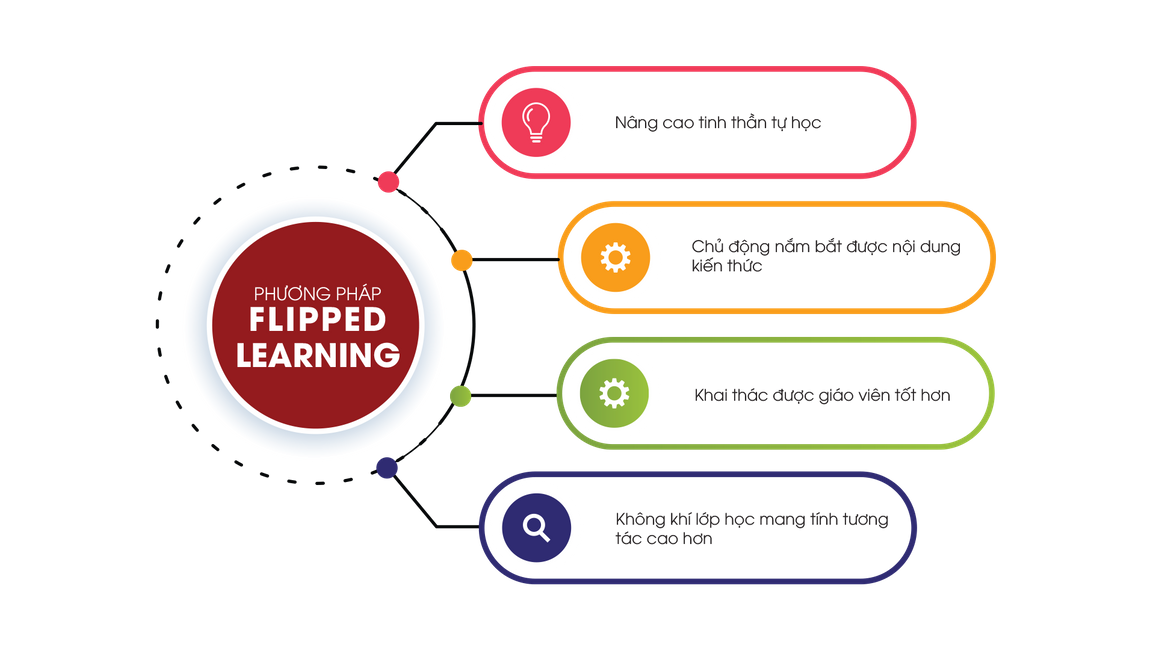 PHƯƠNG PHÁP
FLIPPED
LEARNING
Nâng cao tinh thần tự học
Chủ động nắm bắt được nội dung
kiến thức
Khai thác được giáo viên tốt hơn
Không khí lớp học mang tính tương
tác cao hơn